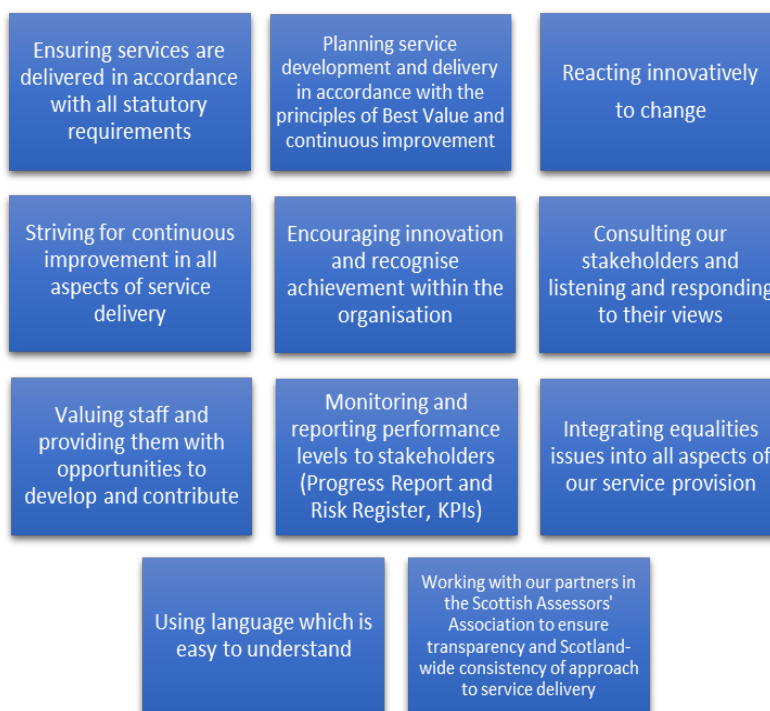 Ensuring services are
delivered in accordance
with all statutory
requirements
Planning service
development and delivery
in accordance with the
principles of Best Value and
continuous improvement
Reacting innovatively
to change
Striving for continuous
improvement in all
aspects of service
delivery
Encouraging innovation
and recognise
achievement within the
organisation
Consulting our
stakeholders and
listening and responding
to their views
Valuing staff and
providing them with
opportunities to
develop and contribute
Monitoring and
reporting performance
levels to stakeholders
(Progress Report and
Risk Register, KPIs)
Integrating equalities
issues into all aspects of
our service provision
Using language which is
easy to understand
Working with our partners in
the Scottish Assessors'
Association to ensure
transparency and Scotland-
wide consistency of approach
to service delivery